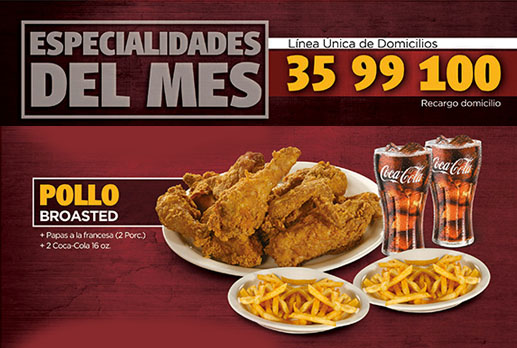 ESPECIALIDADES
DEL MES
Línea Única de Domicilios
35 99 100
Recargo domicilio
POLLO
BROASTED
+ Papas a la francesa (2 Porc.)
+ 2 Coca-Cola 16 oz.
Coca-Cola
Coca-Cola